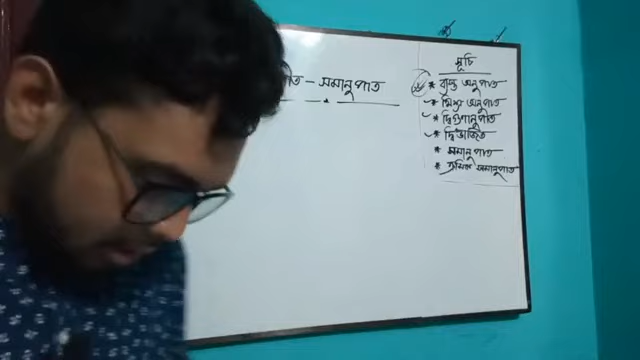 সূচি
তি – সমানুপাত
* ব্যস্ত অনুপাত
* মিশ্র অনুপাত
* দ্বিগুণানুপাত
* দ্বিভাজিত
* সমানুপাত
* ক্রমিক সমানুপাত